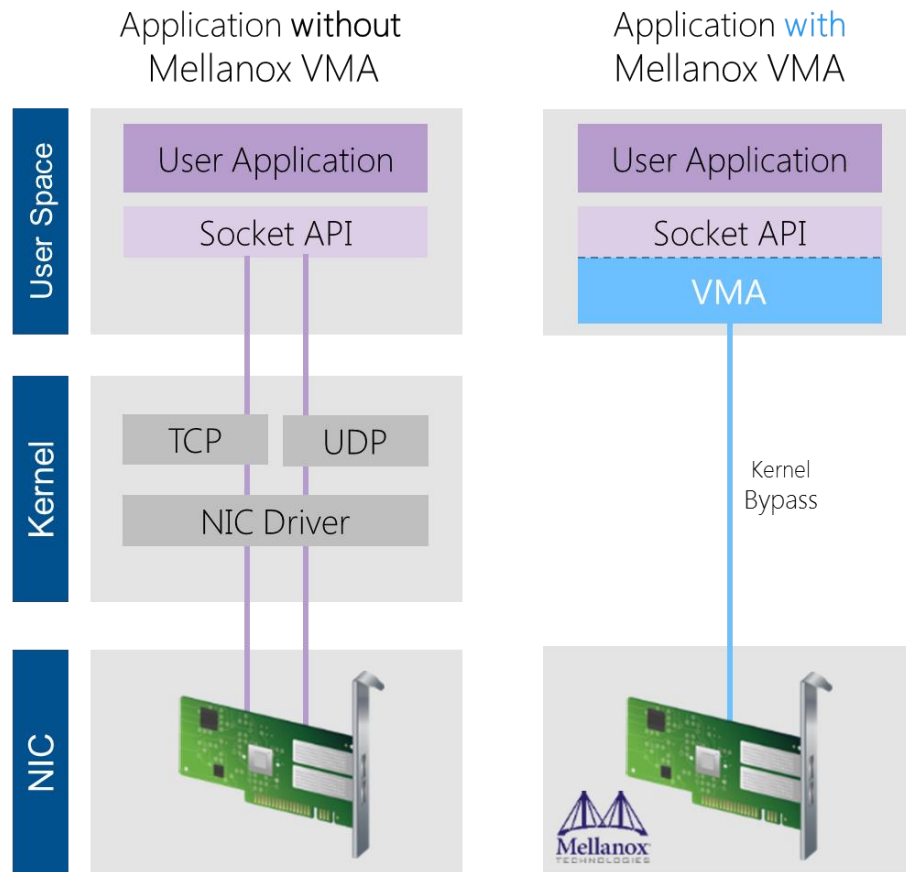 Application without
Mellanox VMA
Application with
Mellanox VMA
User Space
User Application
Socket API
User Application
Socket API
VMA
Kernel
TCP
UDP
NIC Driver
Kernel
Bypass
NIC
Mellanox
TECHNOLOGIES